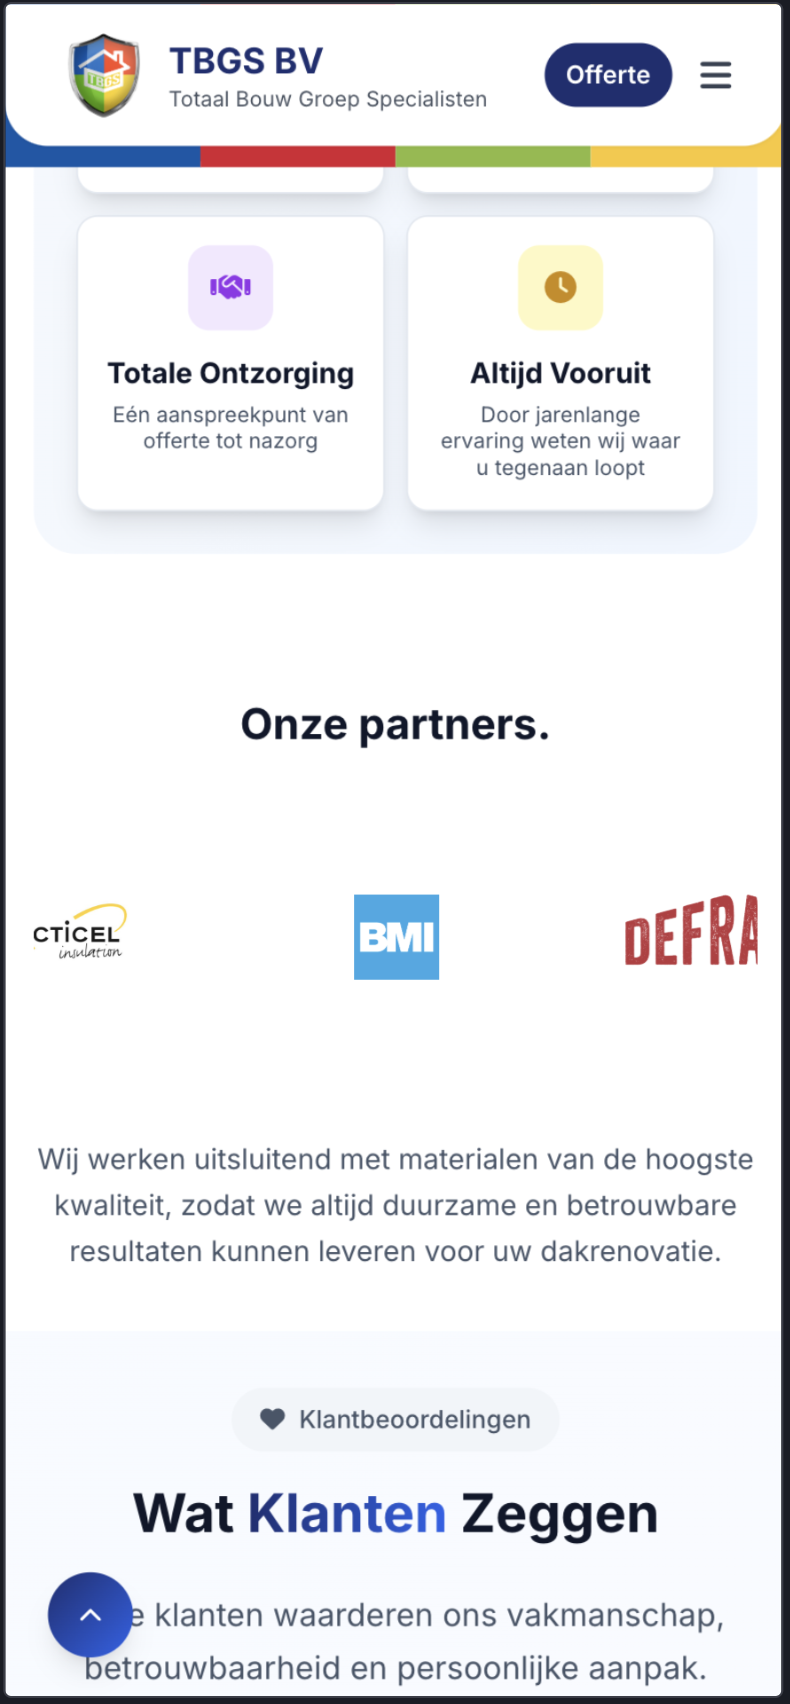 TBGS BV
Totaal Bouw Groep Specialisten
Offerte
TBGS
Totale Ontzorging
Eén aanspreekpunt van
offerte tot nazorg
Altijd Vooruit
Door jarenlange
ervaring weten wij waar
u tegenaan loopt
Onze partners.
CTICEL
insulation
BMI
DEFRA
Wij werken uitsluitend met materialen van de hoogste
kwaliteit, zodat we altijd duurzame en betrouwbare
resultaten kunnen leveren voor uw dakrenovatie.
Klantbeoordelingen
Wat Klanten Zeggen
e klanten waarderen ons vakmanschap,
betrouwbaarheid en persoonlijke aanpak.